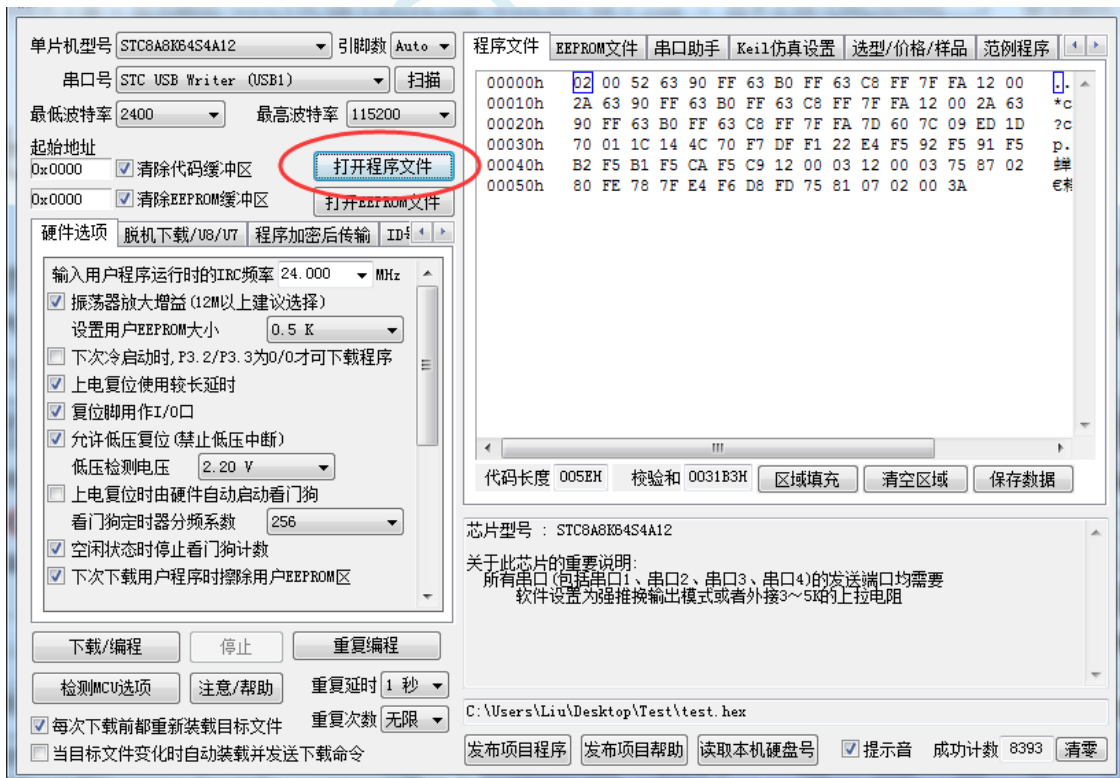 单片机型号 STC8A8K64S4A12 引脚数 Auto
串口号 STC USB Writer (USB1) 扫描
最低波特率 2400 最高波特率 115200
起始地址
0x0000 清除代码缓冲区 打开程序文件
0x0000 清除EEPROM缓冲区 打开EEPROM文件
硬件选项 脱机下载/U8/U7 程序加密后传输
输入用户程序运行时的IRC频率 24.000 MHz
振荡器放大增益(12M以上建议选择)
设置用户EEPROM大小 0.5 K
下次冷启动时,P3.2/P3.3为0/0才可下载程序
上电复位使用较长延时
复位脚用作I/O口
允许低压复位(禁止低压中断)
低压检测电压 2.20 V
上电复位时由硬件自动启动看门狗
看门狗定时器分频系数 256
空闲状态时停止看门狗计数
下次下载用户程序时擦除用户EEPROM区
下载/编程 停止 重复编程
检测MCU选项 注意/帮助 重复延时 1 秒
每次下载前都重新装载目标文件 重复次数 无限
当目标文件变化时自动装载并发送下载命令
程序文件 EEPROM文件 串口助手 Keil仿真设置 选型/价格/样品 范例程序
00000h 02 00 52 63 90 FF 63 B0 FF 63 C8 FF 7F FA 12 00 ..
00010h 2A 63 90 FF 63 B0 FF 63 C8 FF 7F FA 12 00 2A 63 *c
00020h 90 FF 63 B0 FF 63 C8 FF 7F FA 7D 60 7C 09 ED 1D ?c
00030h 70 01 1C 14 4C 70 F7 DF F1 22 E4 F5 92 F5 91 F5 p.
00040h B2 F5 B1 F5 CA F5 C9 12 00 03 12 00 03 75 87 02
00050h 80 FE 78 7F E4 F6 D8 FD 75 81 07 02 00 3A
代码长度 005EH 校验和 0031B3H 区域填充 清空区域 保存数据
芯片型号 : STC8A8K64S4A12
关于此芯片的重要说明:
所有串口(包括串口1、串口2、串口3、串口4)的发送端口均需要
软件设置为强推挽输出模式或者外接3～5K的上拉电阻
C:\Users\Liu\Desktop\Test\test.hex
发布项目程序 发布项目帮助 读取本机硬盘号 提示音 成功计数 8393 清零